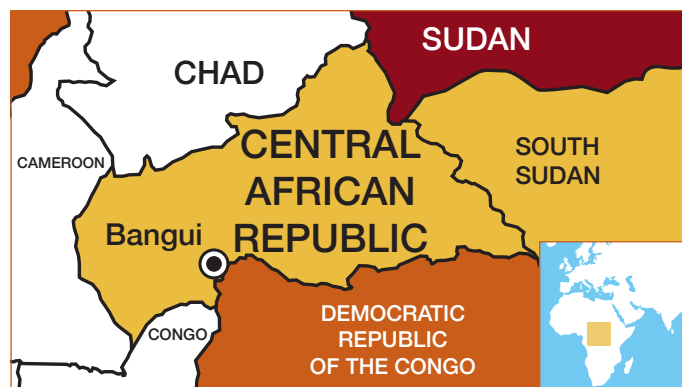 SUDAN
CHAD
CENTRAL
AFRICAN
REPUBLIC
SOUTH
SUDAN
CAMEROON
Bangui
CONGO
DEMOCRATIC
REPUBLIC
OF THE CONGO